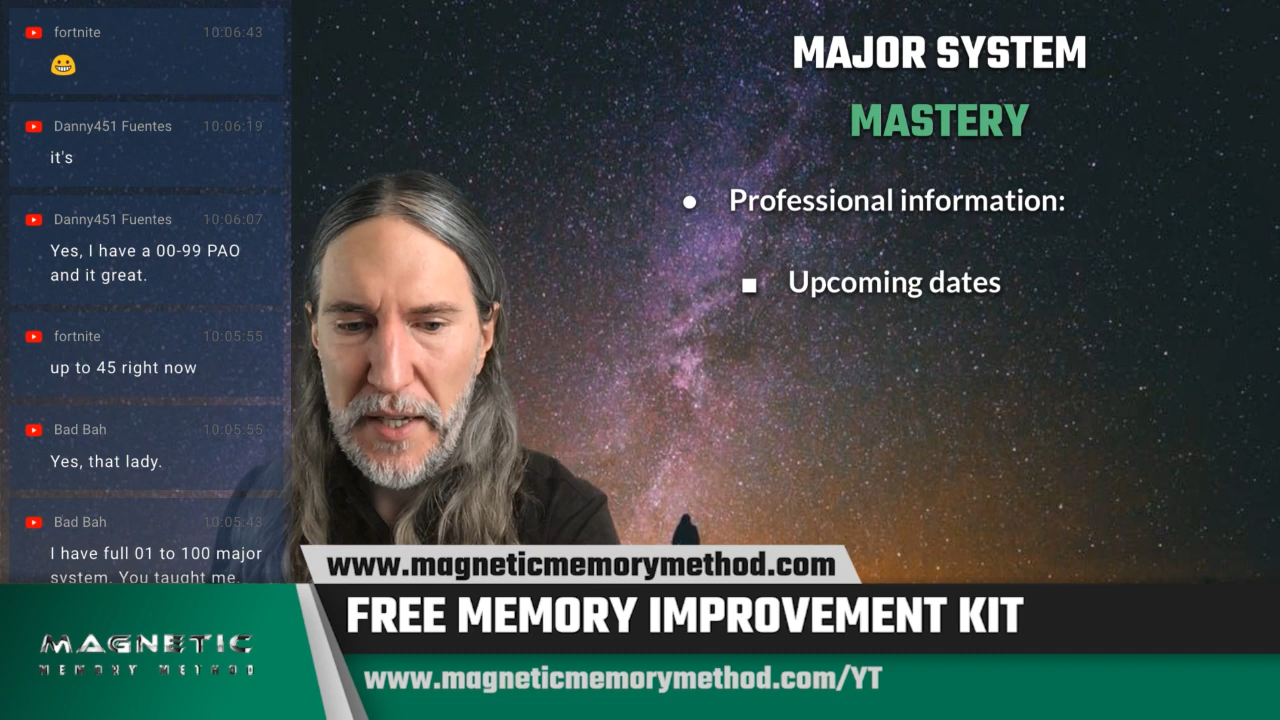 fortnite 10:06:43
😀
Danny451 Fuentes 10:06:19
it's
Danny451 Fuentes 10:06:07
Yes, I have a 00-99 PAO
and it great.
fortnite 10:05:55
up to 45 right now
Bad Bah 10:05:55
Yes, that lady.
Bad Bah 10:05:43
I have full 01 to 100 major
system. You taught me.
MAJOR SYSTEM
MASTERY
• Professional information:
▪ Upcoming dates
www.magneticmemorymethod.com
FREE MEMORY IMPROVEMENT KIT
www.magneticmemorymethod.com/YT
MAGNETIC
MEMORY METHOD